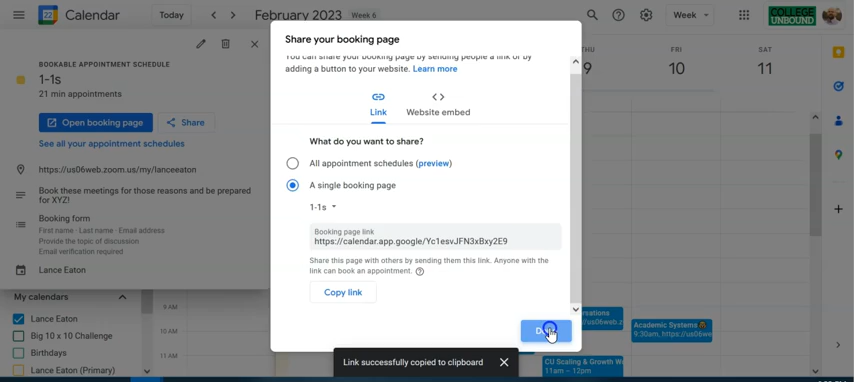 Calendar
Today
February 2023 Week 6
Week
COLLEGE
UNBOUND
BOOKABLE APPOINTMENT SCHEDULE
1-1s
21 min appointments
Open booking page
Share
See all your appointment schedules
https://us06web.zoom.us/my/lanceeaton
Book these meetings for those reasons and be prepared
for XYZ!
Booking form
First name · Last name · Email address
Provide the topic of discussion
Email verification required
Lance Eaton
My calendars
Lance Eaton
Big 10 x 10 Challenge
Birthdays
Lance Eaton (Primary)
Share your booking page
You can share your booking page by sending people a link or by
adding a button to your website. Learn more
Link
Website embed
What do you want to share?
All appointment schedules (preview)
A single booking page
1-1s
Booking page link
https://calendar.app.google/Yc1esvJFN3xBxy2E9
Share this page with others by sending them this link. Anyone with the
link can book an appointment.
Copy link
Link successfully copied to clipboard
THU
9
FRI
10
SAT
11
9 AM
10 AM
11 AM
Academic Systems
9:30am, https://us06we
CU Scaling & Growth W
11am – 12pm